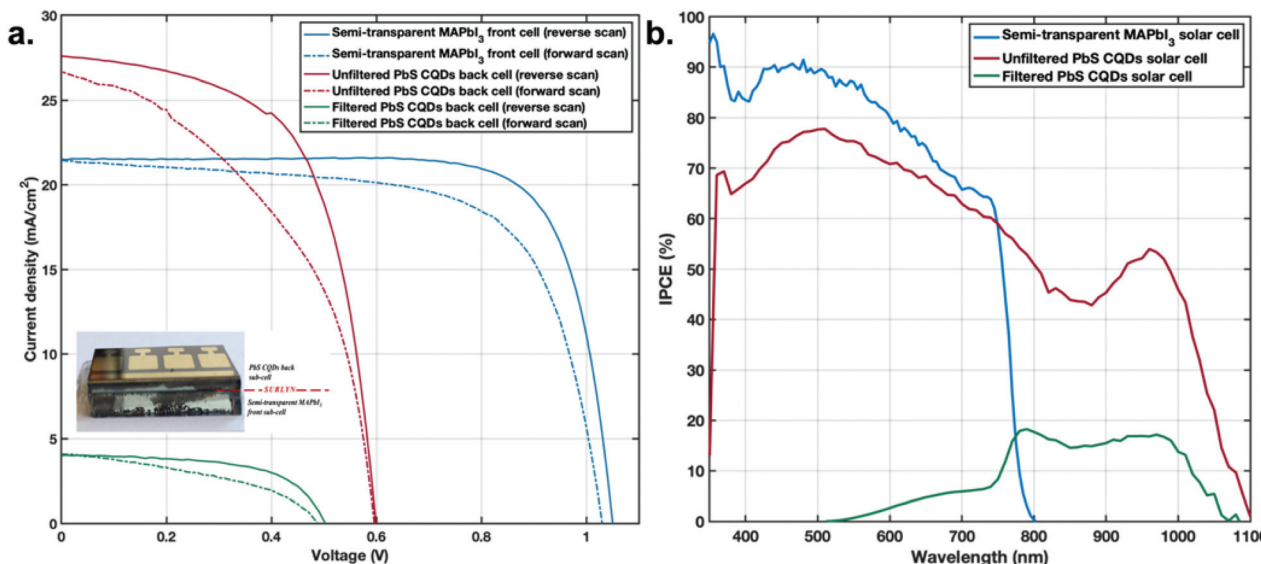 a.
Semi-transparent MAPbI₃ front cell (reverse scan)
Semi-transparent MAPbI₃ front cell (forward scan)
Unfiltered PbS CQDs back cell (reverse scan)
Unfiltered PbS CQDs back cell (forward scan)
Filtered PbS CQDs back cell (reverse scan)
Filtered PbS CQDs back cell (forward scan)
30
25
20
15
10
5
0
Current density (mA/cm²)
PbS CQDs back
sub-cell
SURLYN
Semi-transparent MAPbI₃
front sub-cell
0
0.2
0.4
0.6
0.8
1
Voltage (V)
b.
Semi-transparent MAPbI₃ solar cell
Unfiltered PbS CQDs solar cell
Filtered PbS CQDs solar cell
100
90
80
70
60
50
40
30
20
10
0
IPCE (%)
400
500
600
700
800
900
1000
1100
Wavelength (nm)